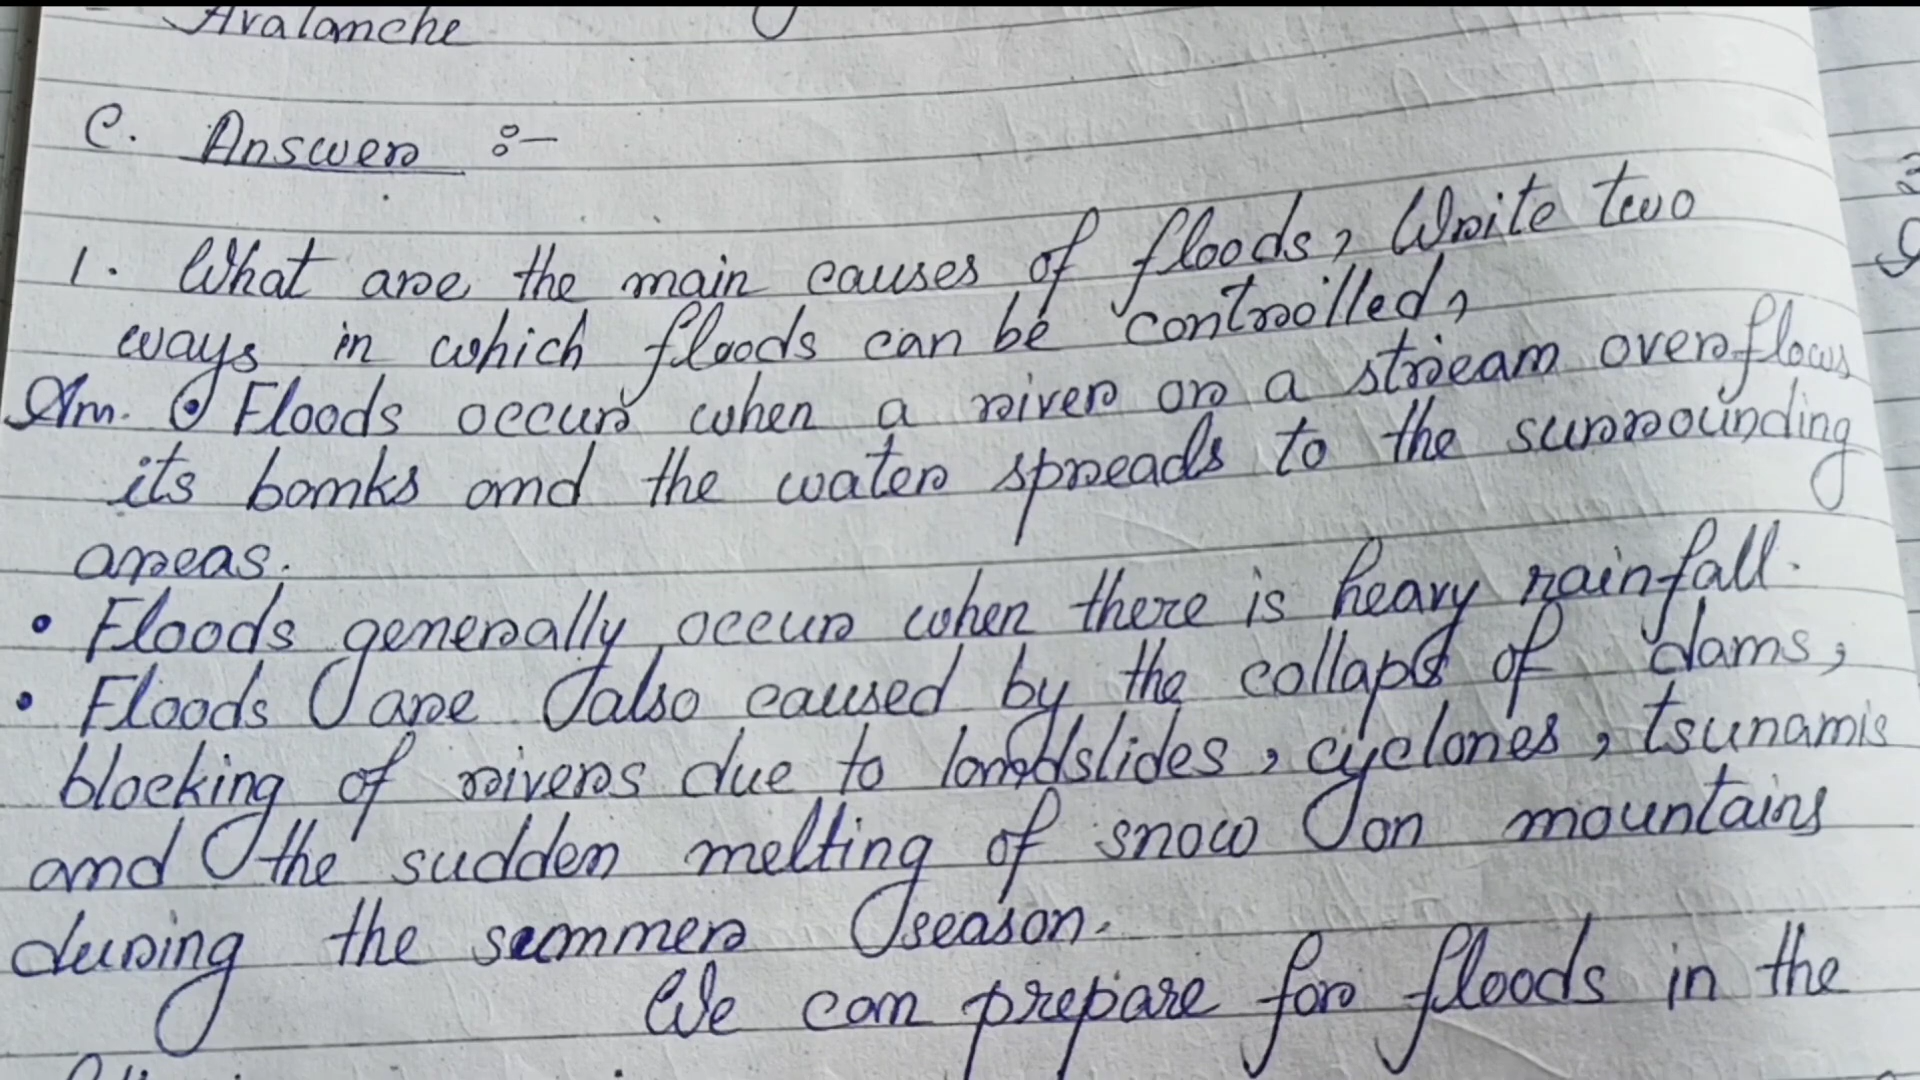 Avalanche
C. Answer :-
1. What are the main causes of floods, Write two
ways in which floods can be controlled,
Ans. Floods occur when a river or a stream overflows
its banks and the water spreads to the surrounding
areas.
• Floods generally occur when there is heavy rainfall.
• Floods are also caused by the collaps of dams,
blocking of rivers due to landslides, cyclones, tsunamis
and the sudden melting of snow on mountains
during the summer season.
We can prepare for floods in the